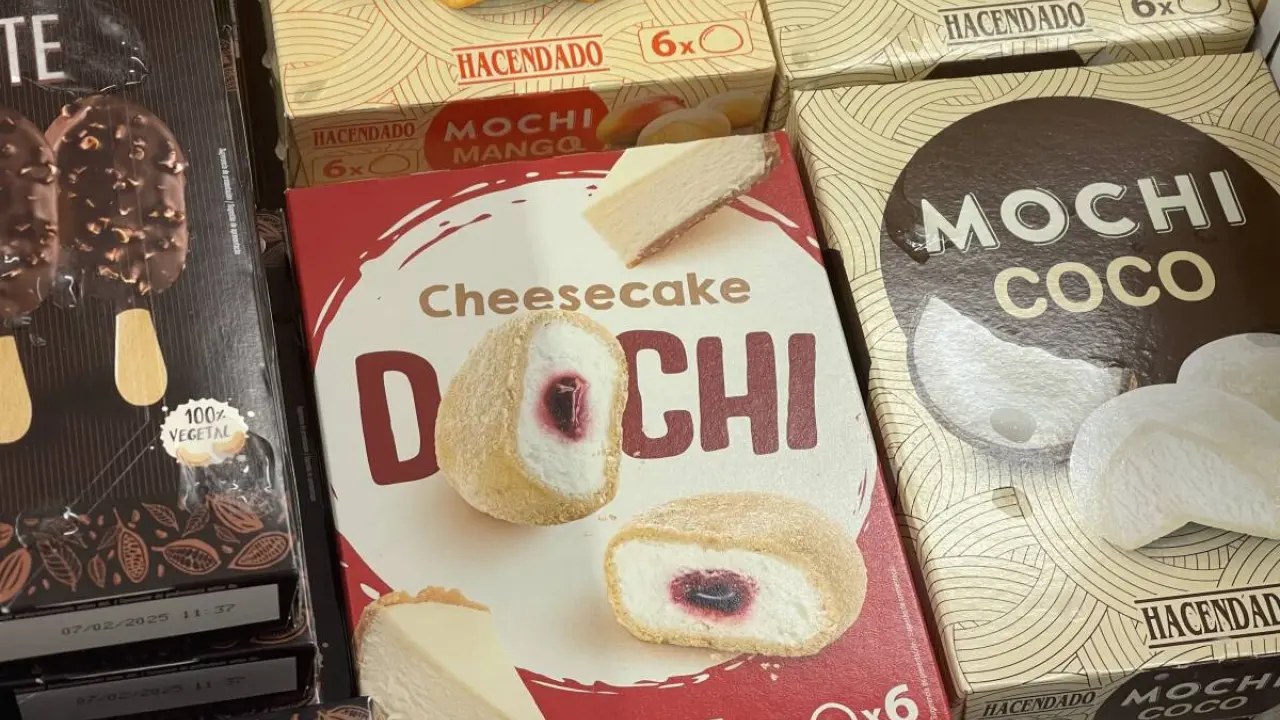 TE
100%
VEGETAL
07/02/2025 11:37
07/02/2025 11:37
HACENDADO
6x
HACENDADO
6x
MOCHI
MANGO
HACENDADO
6x
Cheesecake
D CHI
x6
MOCHI
COCO
HACENDADO
HACENDADO
MOCHI
COCO